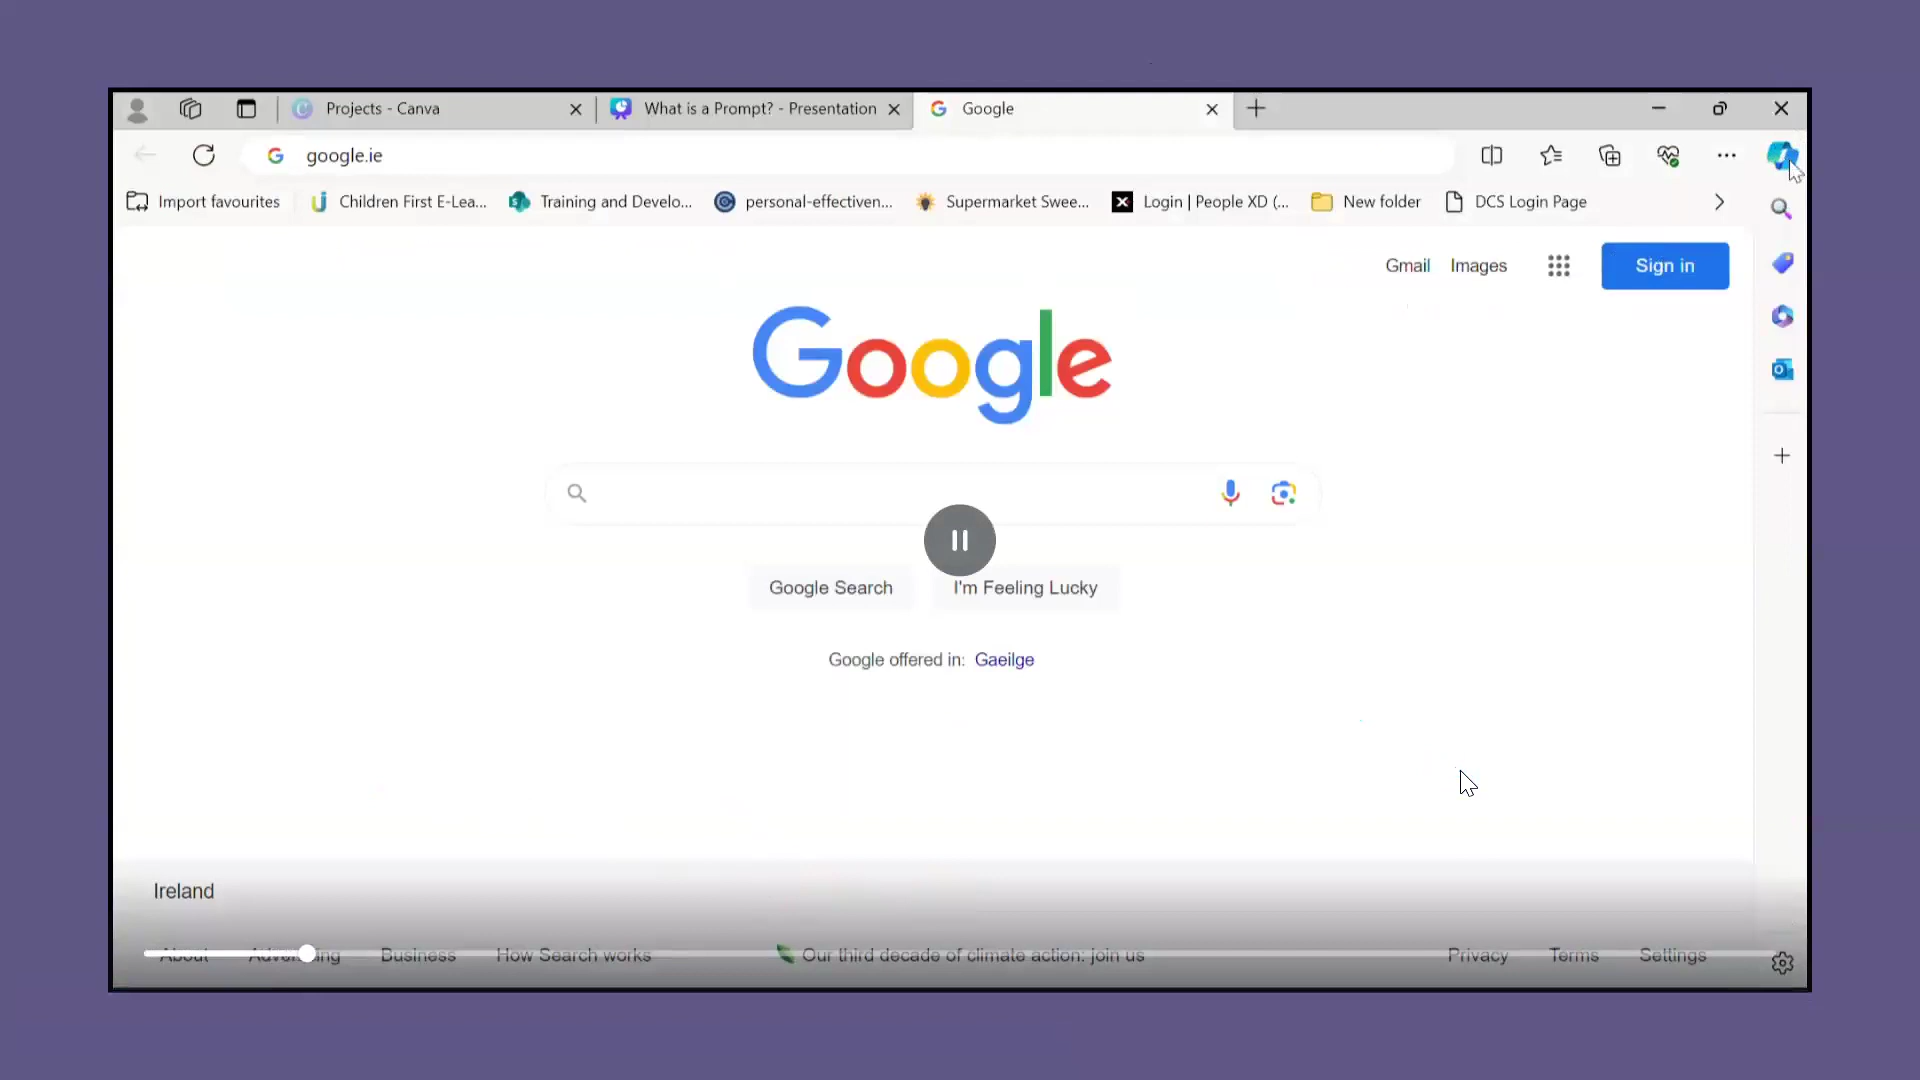 Projects - Canva
What is a Prompt? - Presentation
Google
google.ie
Import favourites
Children First E-Lea...
Training and Develo...
personal-effectiven...
Supermarket Swee...
Login | People XD (...
New folder
DCS Login Page
Gmail
Images
Sign in
Google
Google Search
I'm Feeling Lucky
Google offered in: Gaeilge
Ireland
About
Advertising
Business
How Search works
Our third decade of climate action: join us
Privacy
Terms
Settings